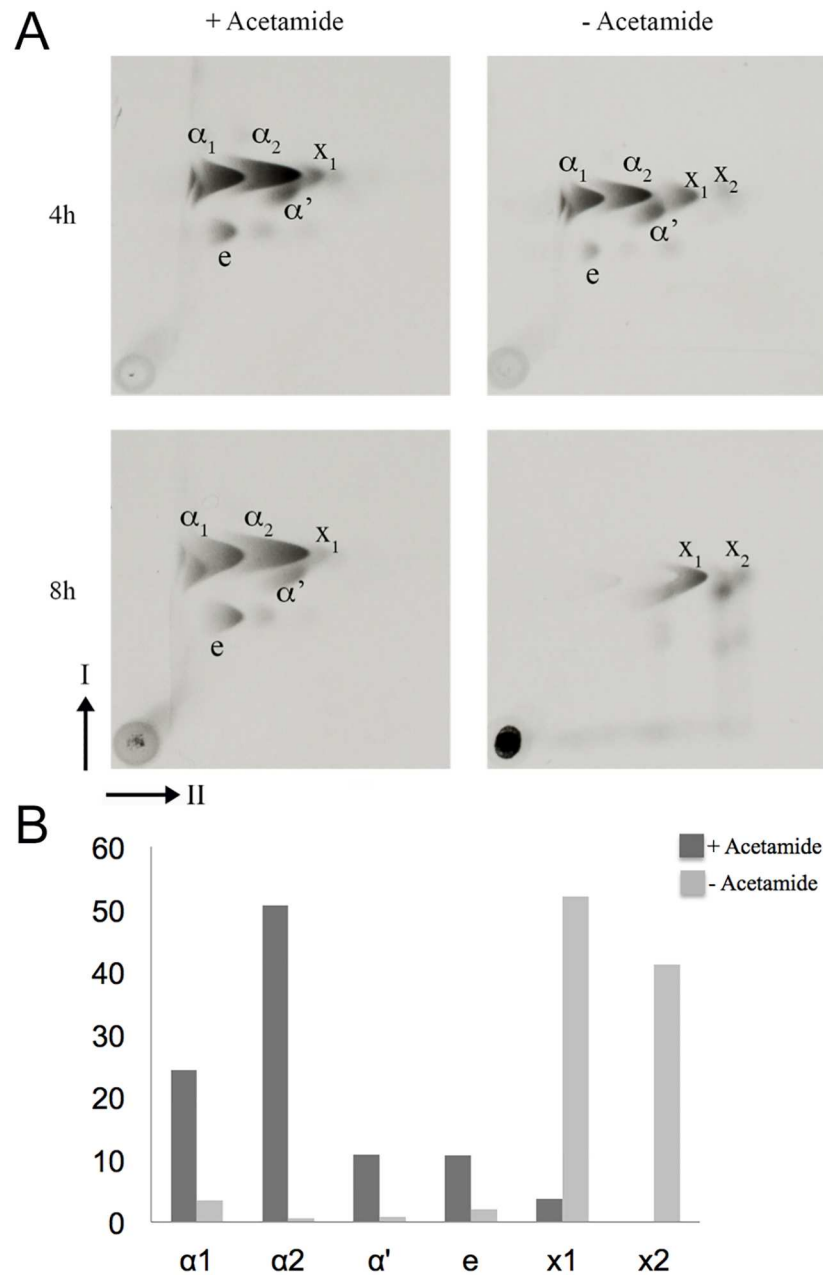 A
+ Acetamide
- Acetamide
4h
α₁ α₂ x₁
α’
e
α₁ α₂ x₁ x₂
α’
e
8h
α₁ α₂ x₁
α’
e
x₁ x₂
I
II
B
+ Acetamide
- Acetamide
60
50
40
30
20
10
0
α1 α2 α' e x1 x2